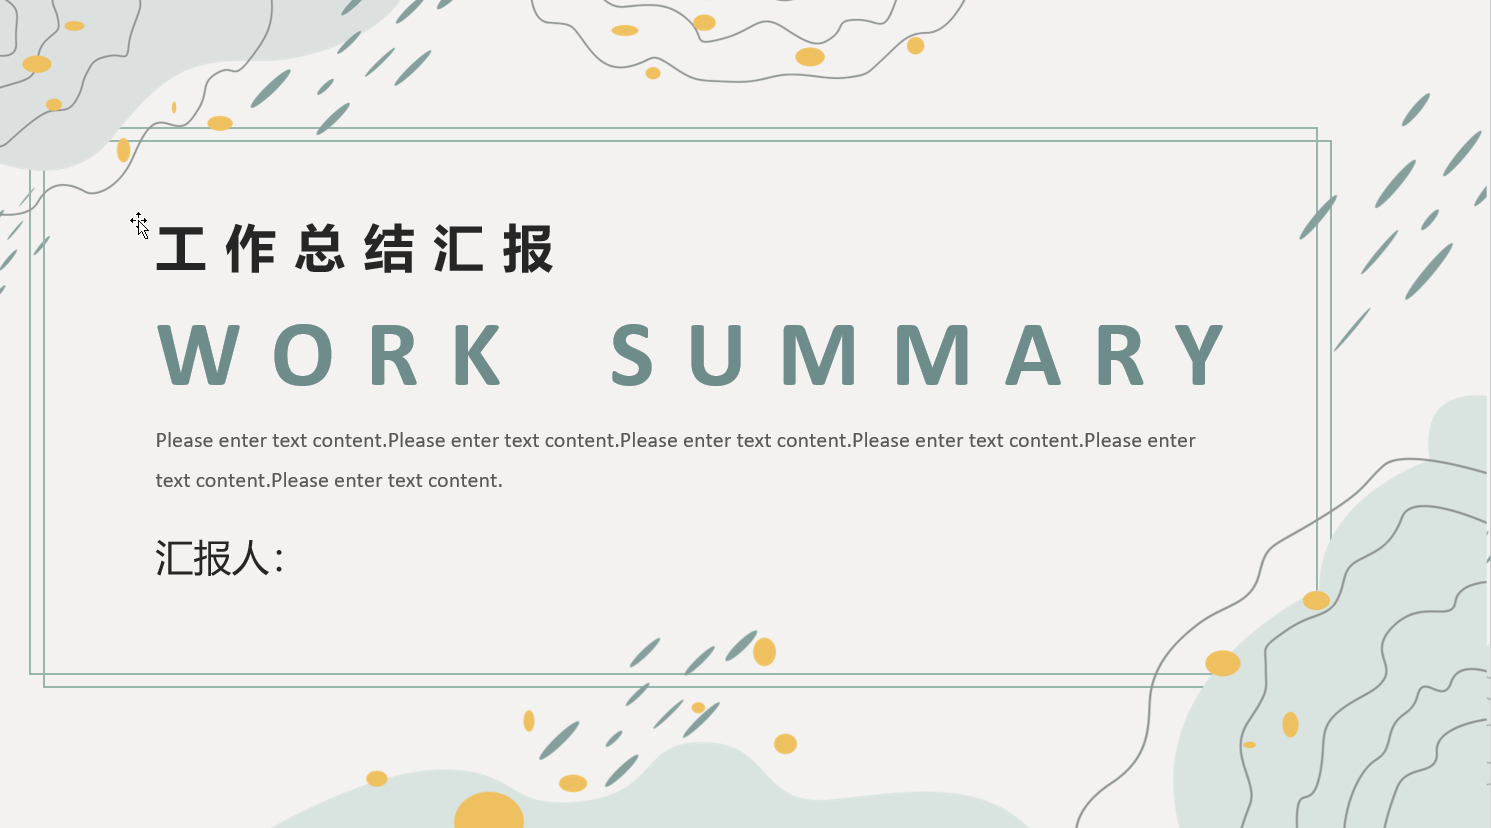 工作总结汇报
WORK SUMMARY
Please enter text content.Please enter text content.Please enter text content.Please enter text content.Please enter
text content.Please enter text content.
汇报人：